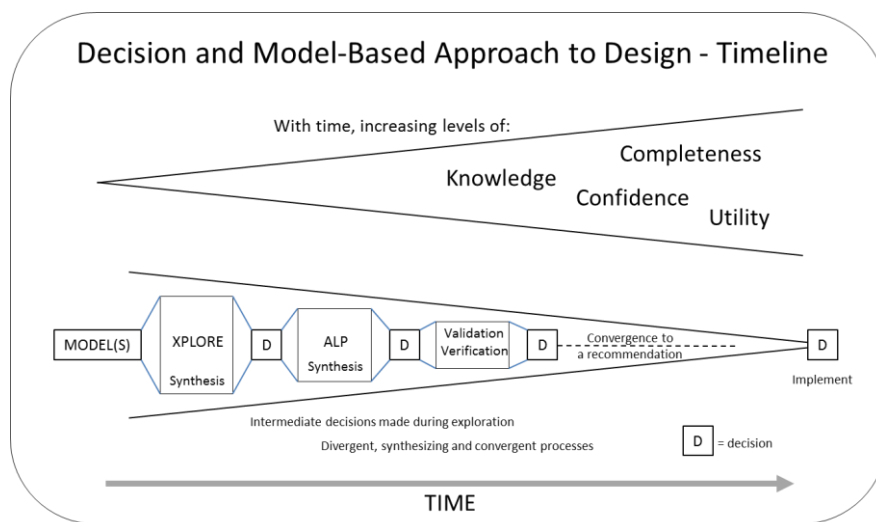 Decision and Model-Based Approach to Design - Timeline
With time, increasing levels of:
Completeness
Knowledge
Confidence
Utility
MODEL(S)
XPLORE
Synthesis
D
ALP
Synthesis
D
Validation
Verification
D
Convergence to
a recommendation
D
Implement
Intermediate decisions made during exploration
Divergent, synthesizing and convergent processes
D = decision
TIME